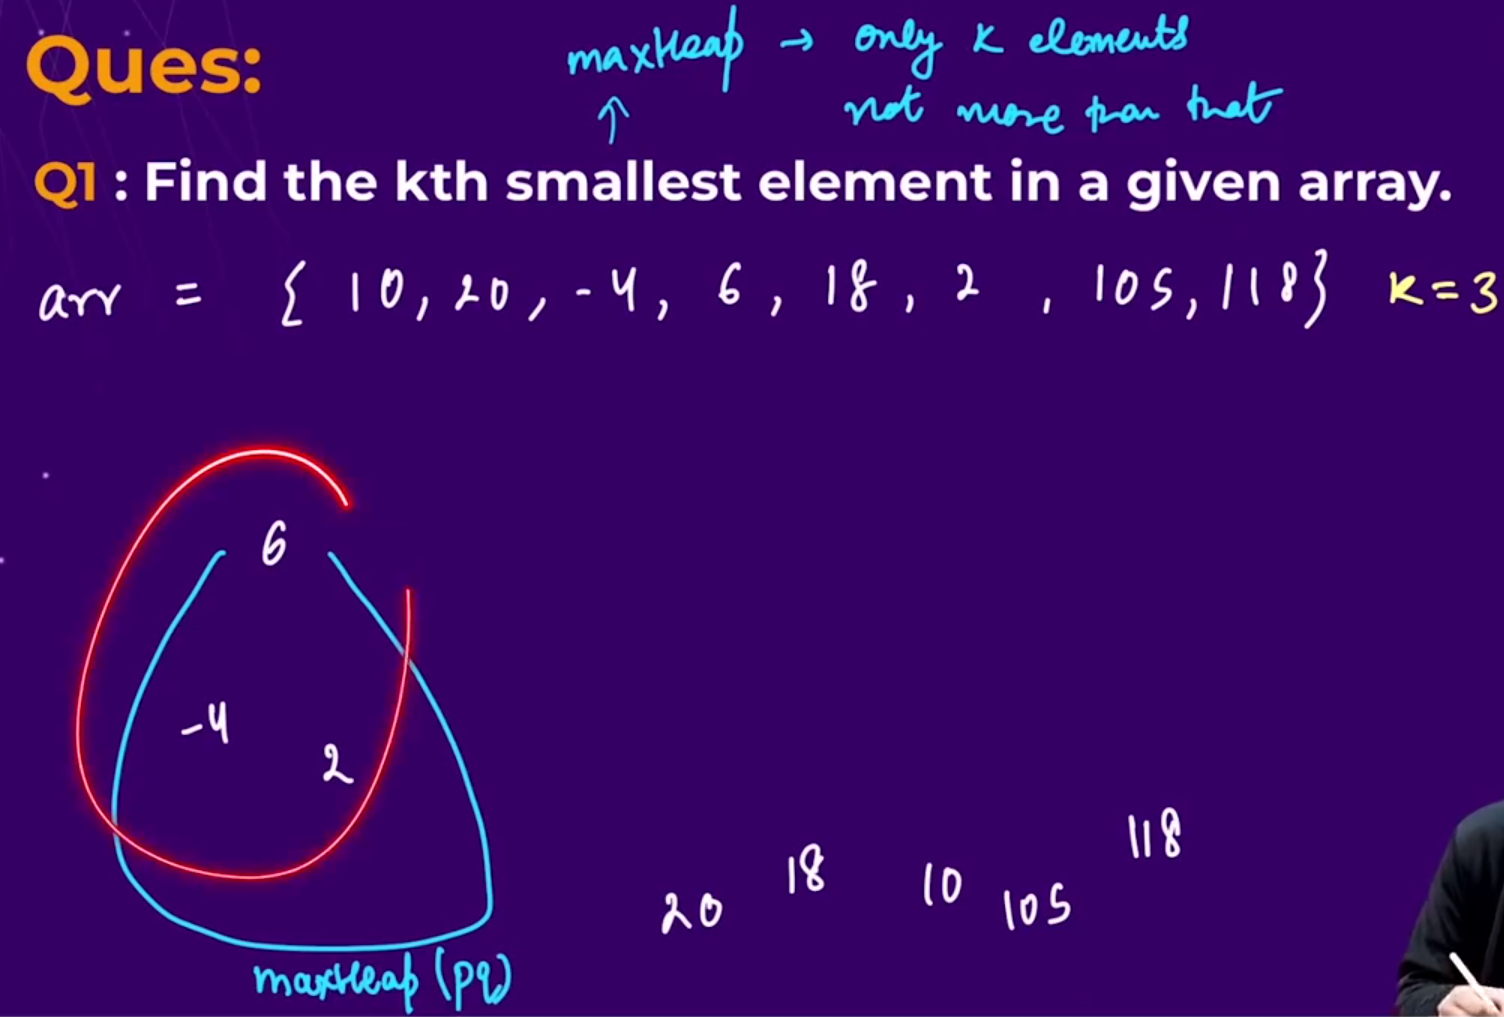 Ques:
maxHeap → only K elements
not more than that
↑
Q1 : Find the kth smallest element in a given array.
arr = { 10, 20, -4, 6, 18, 2 , 105, 118} K=3
6
-4
2
118
18
10
20
105
maxHeap (pq)